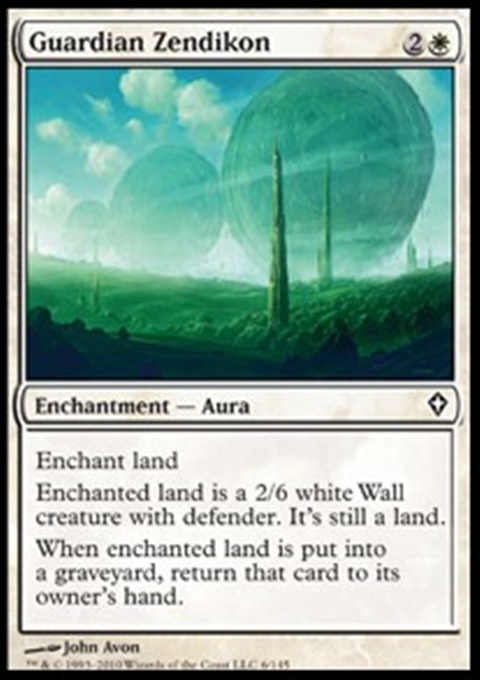 Guardian Zendikon 2
Enchantment — Aura
Enchant land
Enchanted land is a 2/6 white Wall
creature with defender. It's still a land.
When enchanted land is put into
a graveyard, return that card to its
owner's hand.
John Avon
™ & © 1993–2010 Wizards of the Coast LLC 6/145